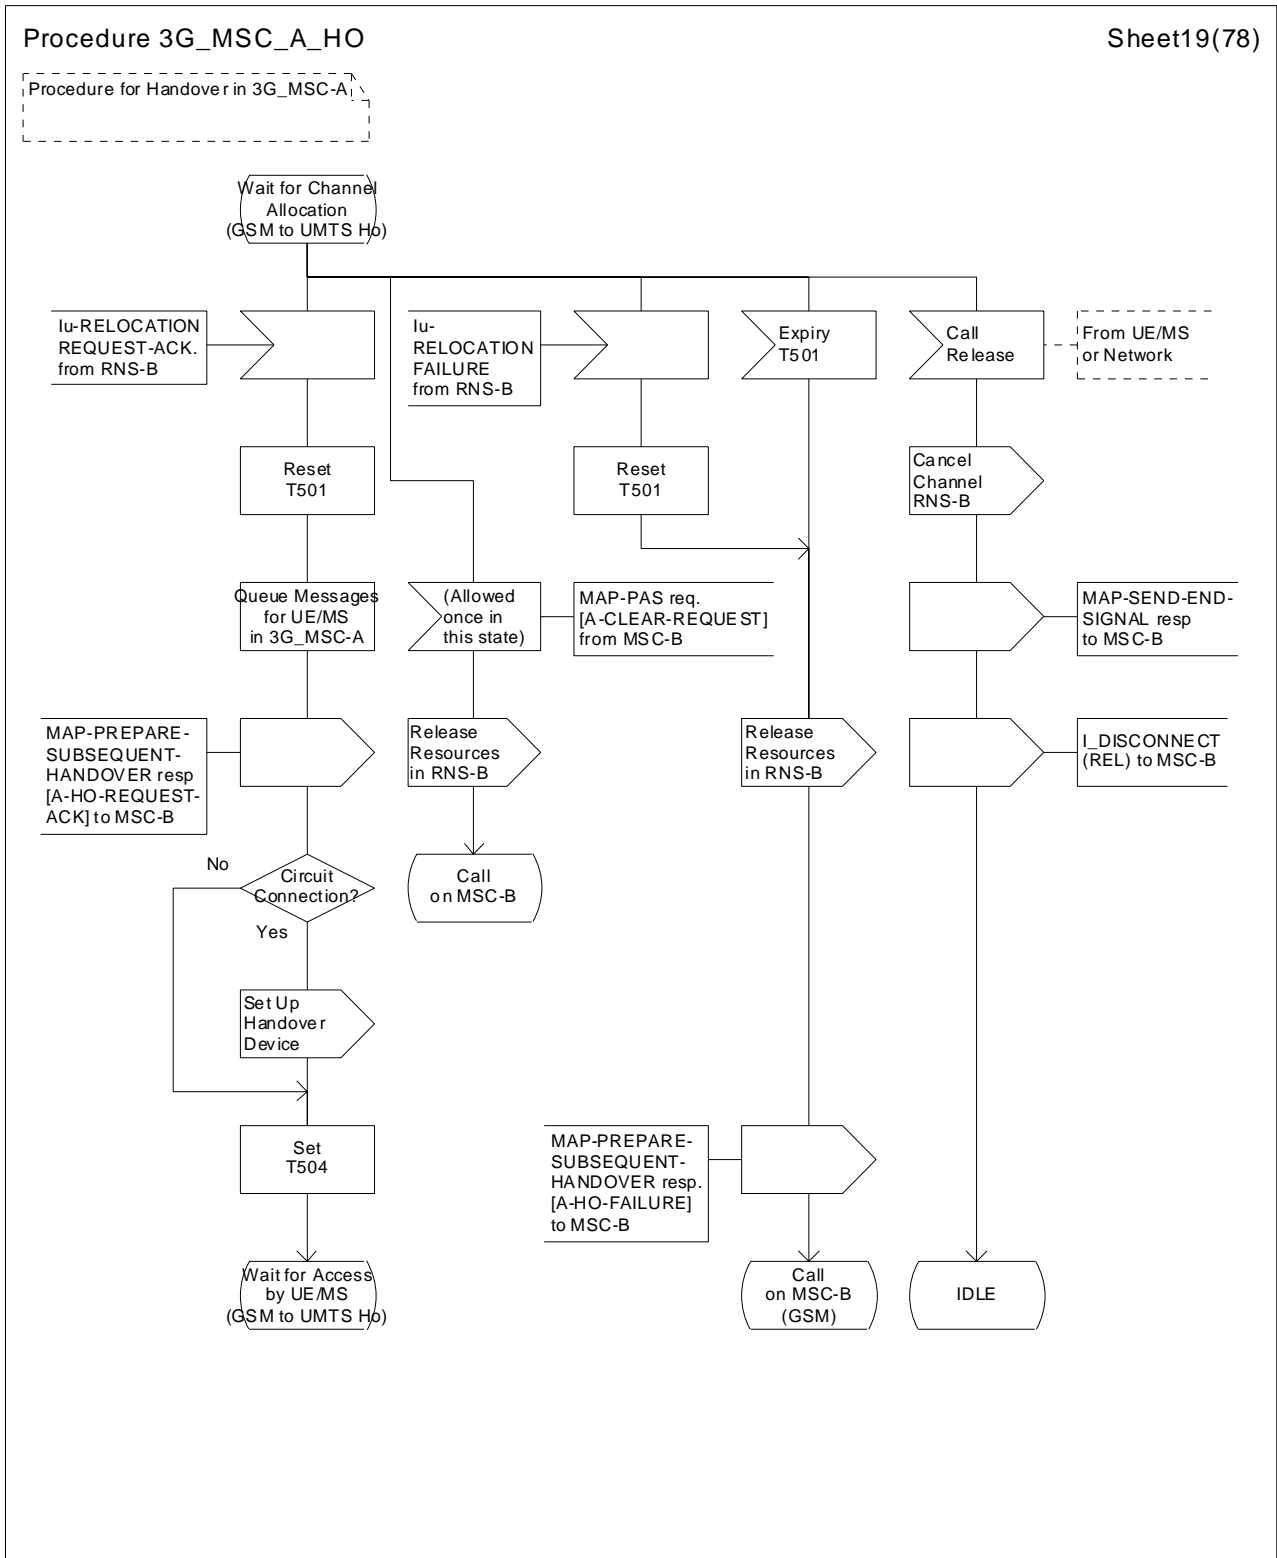 Procedure 3G_MSC_A_HO
Sheet19(78)
Procedure for Handover in 3G_MSC-A
Wait for Channel
Allocation
(GSM to UMTS Ho)
Iu-RELOCATION
REQUEST-ACK.
from RNS-B
Iu-
RELOCATION
FAILURE
from RNS-B
Expiry
T501
Call
Release
From UE/MS
or Network
Reset
T501
Reset
T501
Cancel
Channel
RNS-B
Queue Messages
for UE/MS
in 3G_MSC-A
(Allowed
once in
this state)
MAP-PAS req.
[A-CLEAR-REQUEST]
from MSC-B
MAP-SEND-END-
SIGNAL resp
to MSC-B
MAP-PREPARE-
SUBSEQUENT-
HANDOVER resp
[A-HO-REQUEST-
ACK] to MSC-B
Release
Resources
in RNS-B
Release
Resources
in RNS-B
I_DISCONNECT
(REL) to MSC-B
No
Circuit
Connection?
Yes
Call
on MSC-B
Set Up
Handover
Device
Set
T504
MAP-PREPARE-
SUBSEQUENT-
HANDOVER resp.
[A-HO-FAILURE]
to MSC-B
Wait for Access
by UE/MS
(GSM to UMTS Ho)
Call
on MSC-B
(GSM)
IDLE